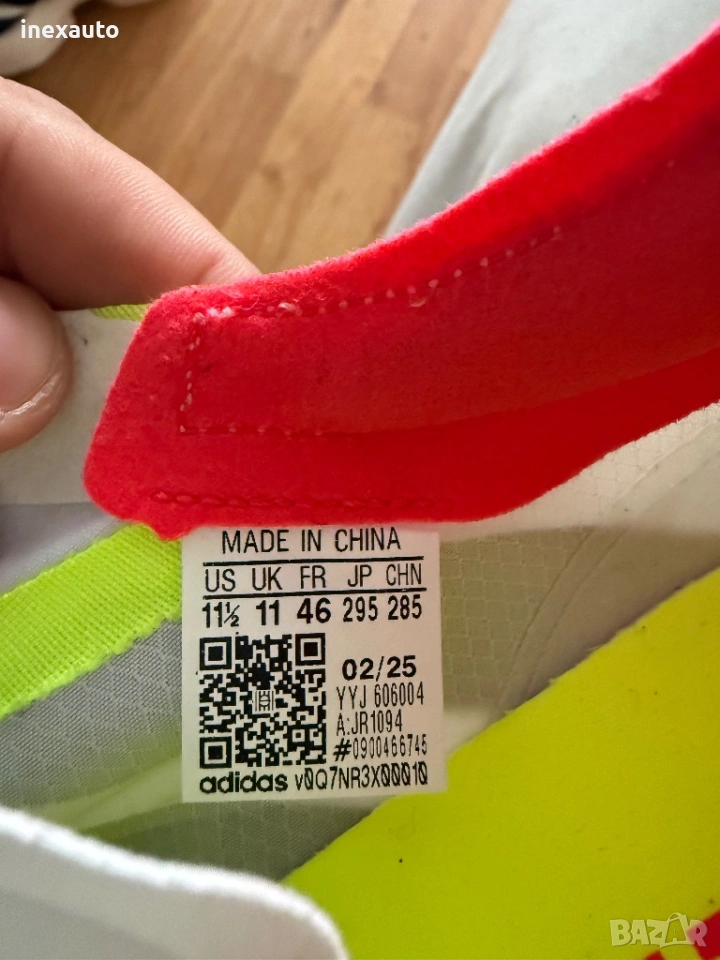 inexauto
MADE IN CHINA
US UK FR JP CHN
11½ 11 46 295 285
02/25
YYJ 606004
A:JR1094
#0900466745
adidas v0Q7NR3X00010
BAZAR